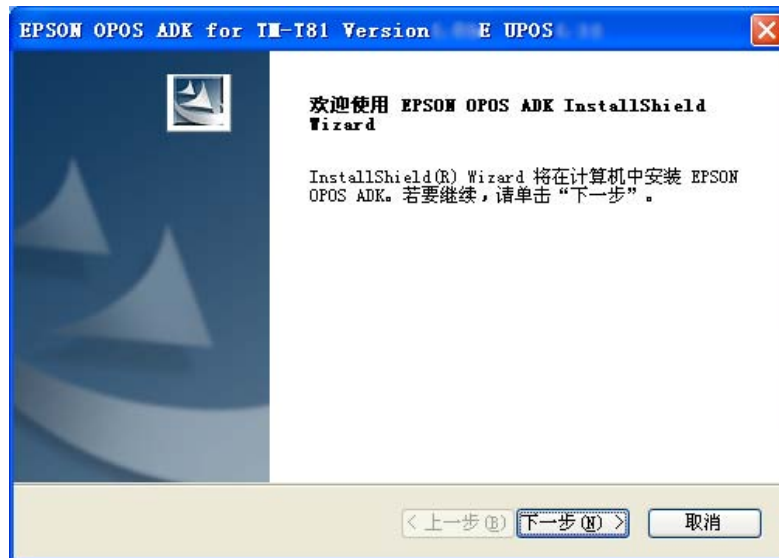 EPSON OPOS ADK for TM-T81 Version E UPOS
欢迎使用 EPSON OPOS ADK InstallShield
Wizard
InstallShield(R) Wizard 将在计算机中安装 EPSON
OPOS ADK。若要继续，请单击“下一步”。
< 上一步(B) 下一步(N) > 取消